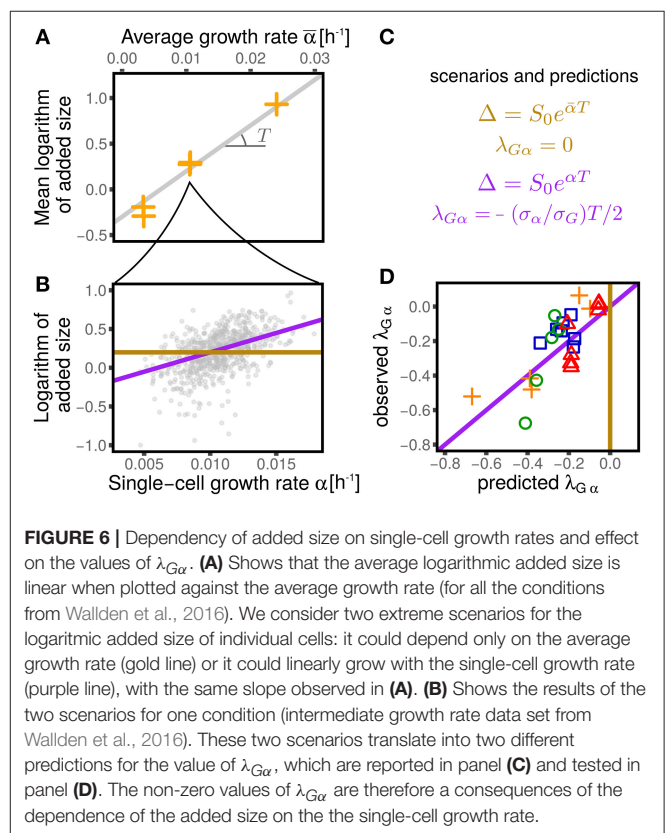 A
Average growth rate α̅ [h⁻¹]
0.00 0.01 0.02 0.03
Mean logarithm
of added size
1.0
0.5
0.0
−0.5
T
B
Logarithm of
added size
1.0
0.5
0.0
−0.5
−1.0
0.005 0.010 0.015
Single−cell growth rate α [h⁻¹]
C
scenarios and predictions
Δ = S₀e^{α̅T}
λ_{Gα} = 0
Δ = S₀e^{αT}
λ_{Gα} = - (σ_α/σ_G)T/2
D
observed λ_{Gα}
0.0
−0.2
−0.4
−0.6
−0.8
−0.8 −0.6 −0.4 −0.2 0.0
predicted λ_{Gα}
FIGURE 6 | Dependency of added size on single-cell growth rates and effect
on the values of λ_{Gα}. (A) Shows that the average logarithmic added size is
linear when plotted against the average growth rate (for all the conditions
from Wallden et al., 2016). We consider two extreme scenarios for the
logaritmic added size of individual cells: it could depend only on the average
growth rate (gold line) or it could linearly grow with the single-cell growth rate
(purple line), with the same slope observed in (A). (B) Shows the results of the
two scenarios for one condition (intermediate growth rate data set from
Wallden et al., 2016). These two scenarios translate into two different
predictions for the value of λ_{Gα}, which are reported in panel (C) and tested in
panel (D). The non-zero values of λ_{Gα} are therefore a consequences of the
dependence of the added size on the the single-cell growth rate.